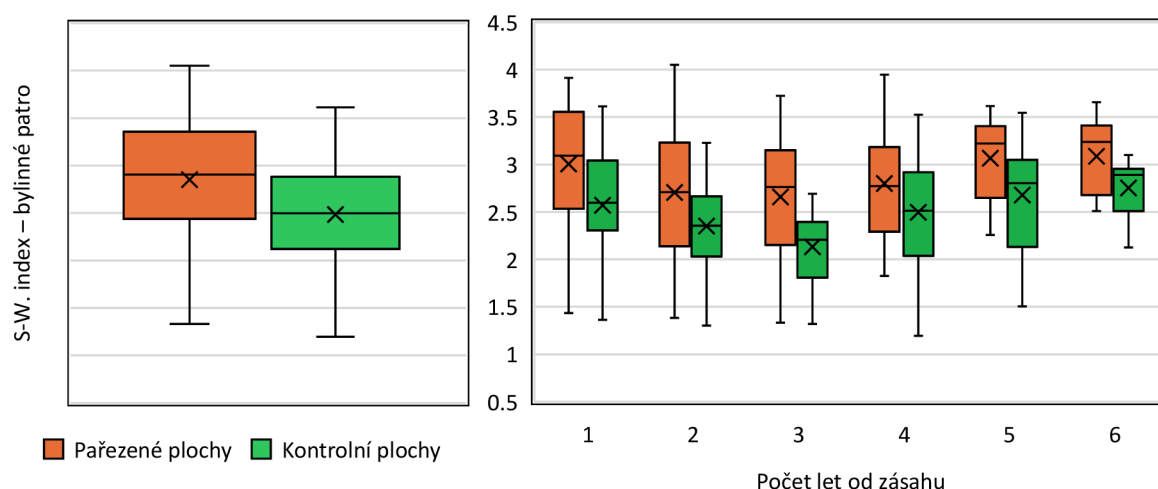 S-W. index – bylinné patro
4.5
4
3.5
3
2.5
2
1.5
1
0.5
1 2 3 4 5 6
Pařezené plochy Kontrolní plochy
Počet let od zásahu